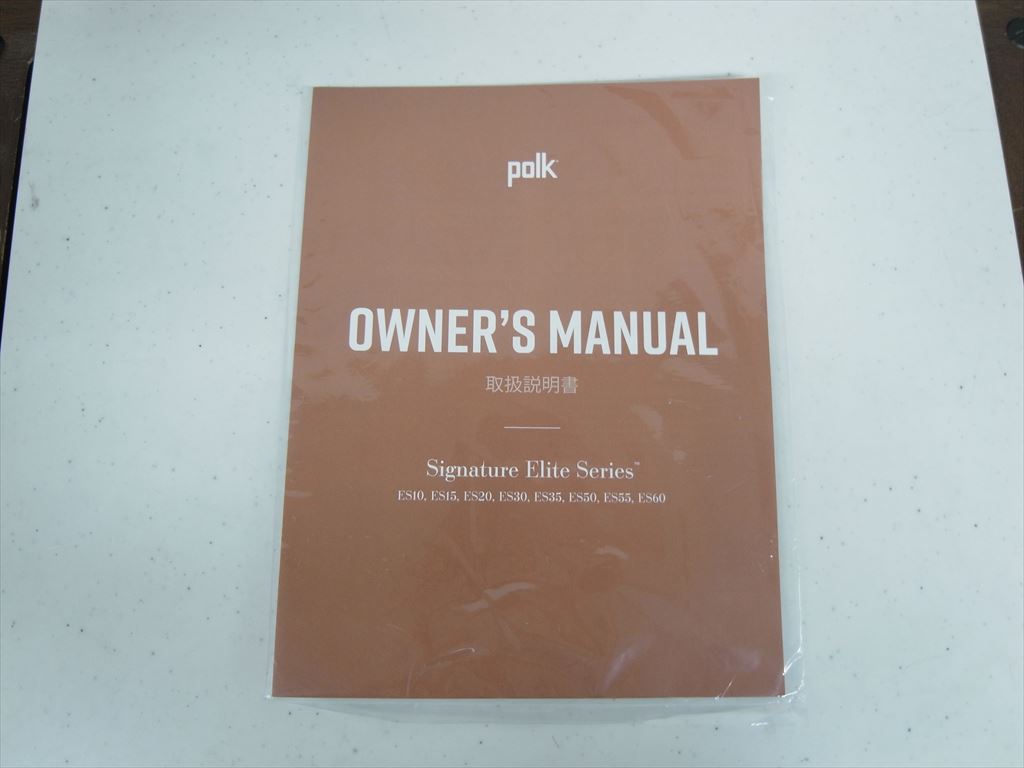 polk
OWNER'S MANUAL
取扱説明書
Signature Elite Series™
ES10, ES15, ES20, ES30, ES35, ES50, ES55, ES60